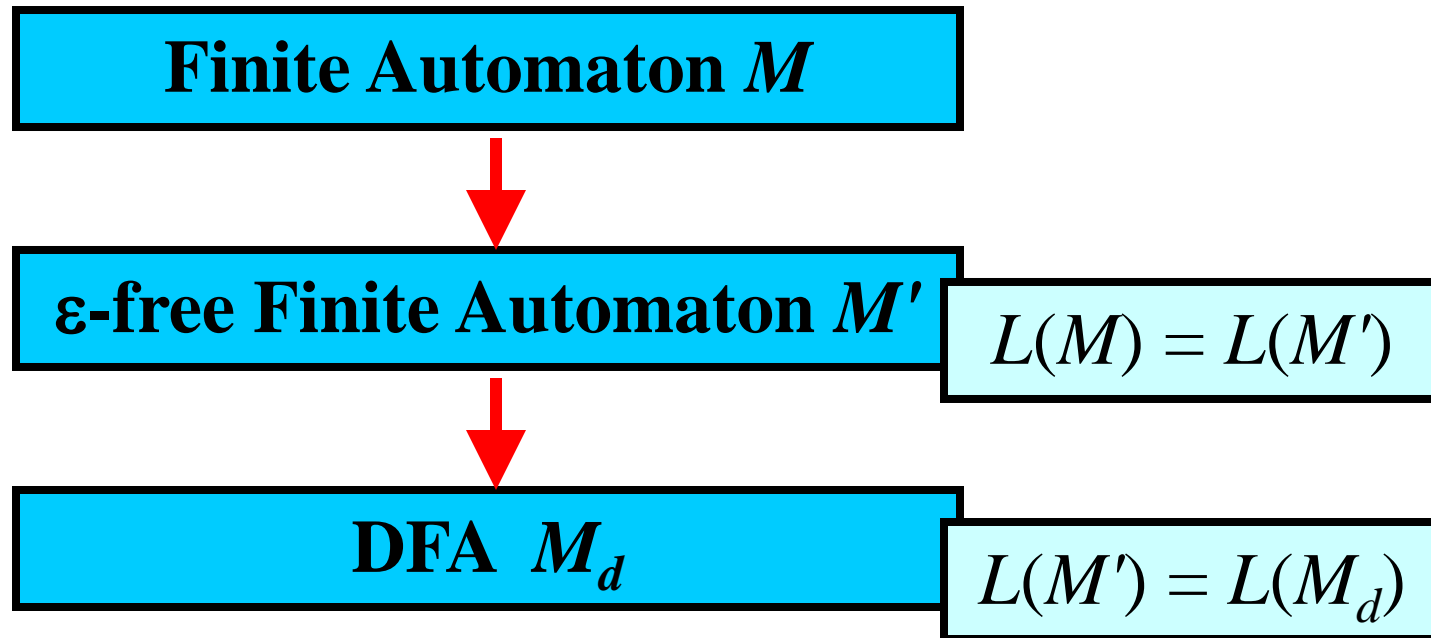 Finite Automaton M
ε-free Finite Automaton M'
L(M) = L(M')
DFA M_d
L(M') = L(M_d)